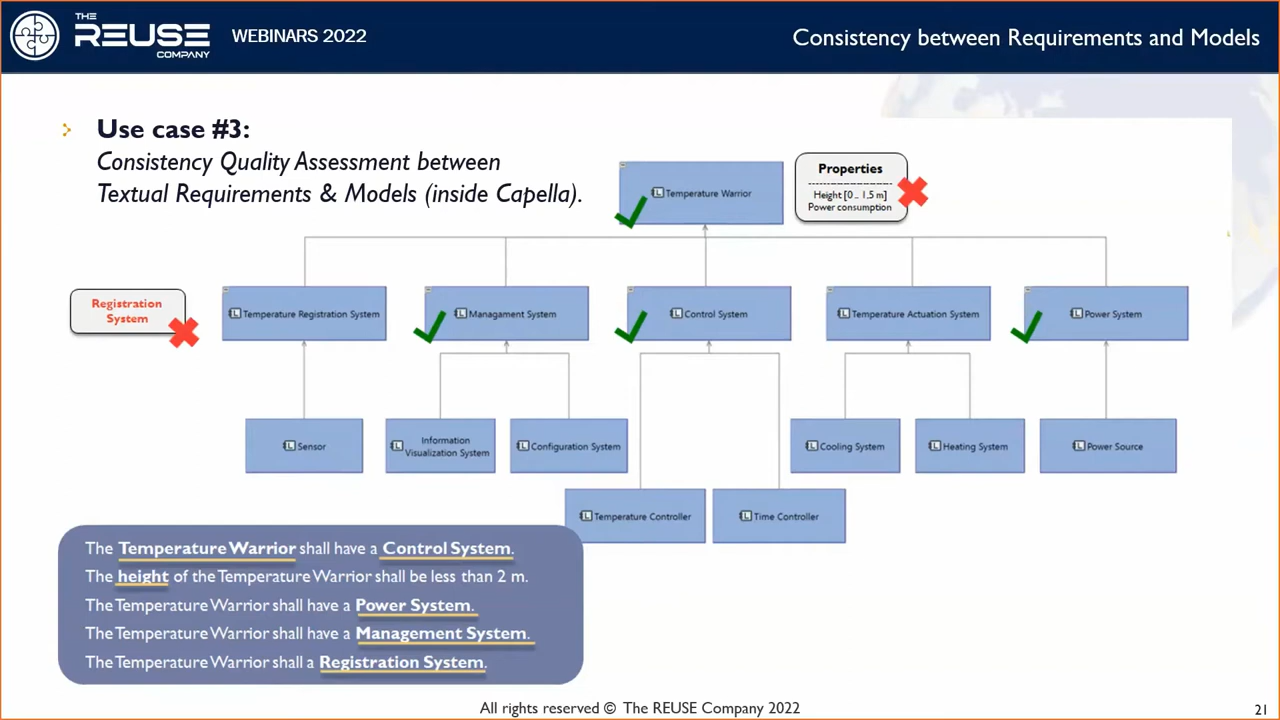 THE
REUSE
COMPANY
WEBINARS 2022
Consistency between Requirements and Models
Use case #3:
Consistency Quality Assessment between
Textual Requirements & Models (inside Capella).
Temperature Warrior
Properties
Height [0 .. 1,5 m]
Power consumption
Registration
System
Temperature Registration System
Managament System
Control System
Temperature Actuation System
Power System
Sensor
Information
Visualization System
Configuration System
Cooling System
Heating System
Power Source
Temperature Controller
Time Controller
The Temperature Warrior shall have a Control System.
The height of the Temperature Warrior shall be less than 2 m.
The Temperature Warrior shall have a Power System.
The Temperature Warrior shall have a Management System.
The Temperature Warrior shall a Registration System.
All rights reserved © The REUSE Company 2022
21